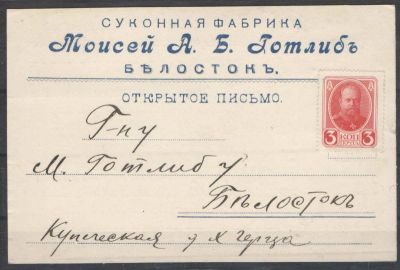 СУКОННАЯ ФАБРИКА
Моисей А. Б. Готлибъ
БѢЛОСТОКЪ.
ОТКРЫТОЕ ПИСЬМО.
3 КОП 3
Г-ну
М. Готлибу
Бѣлостокъ
Купеческая у Х Герца